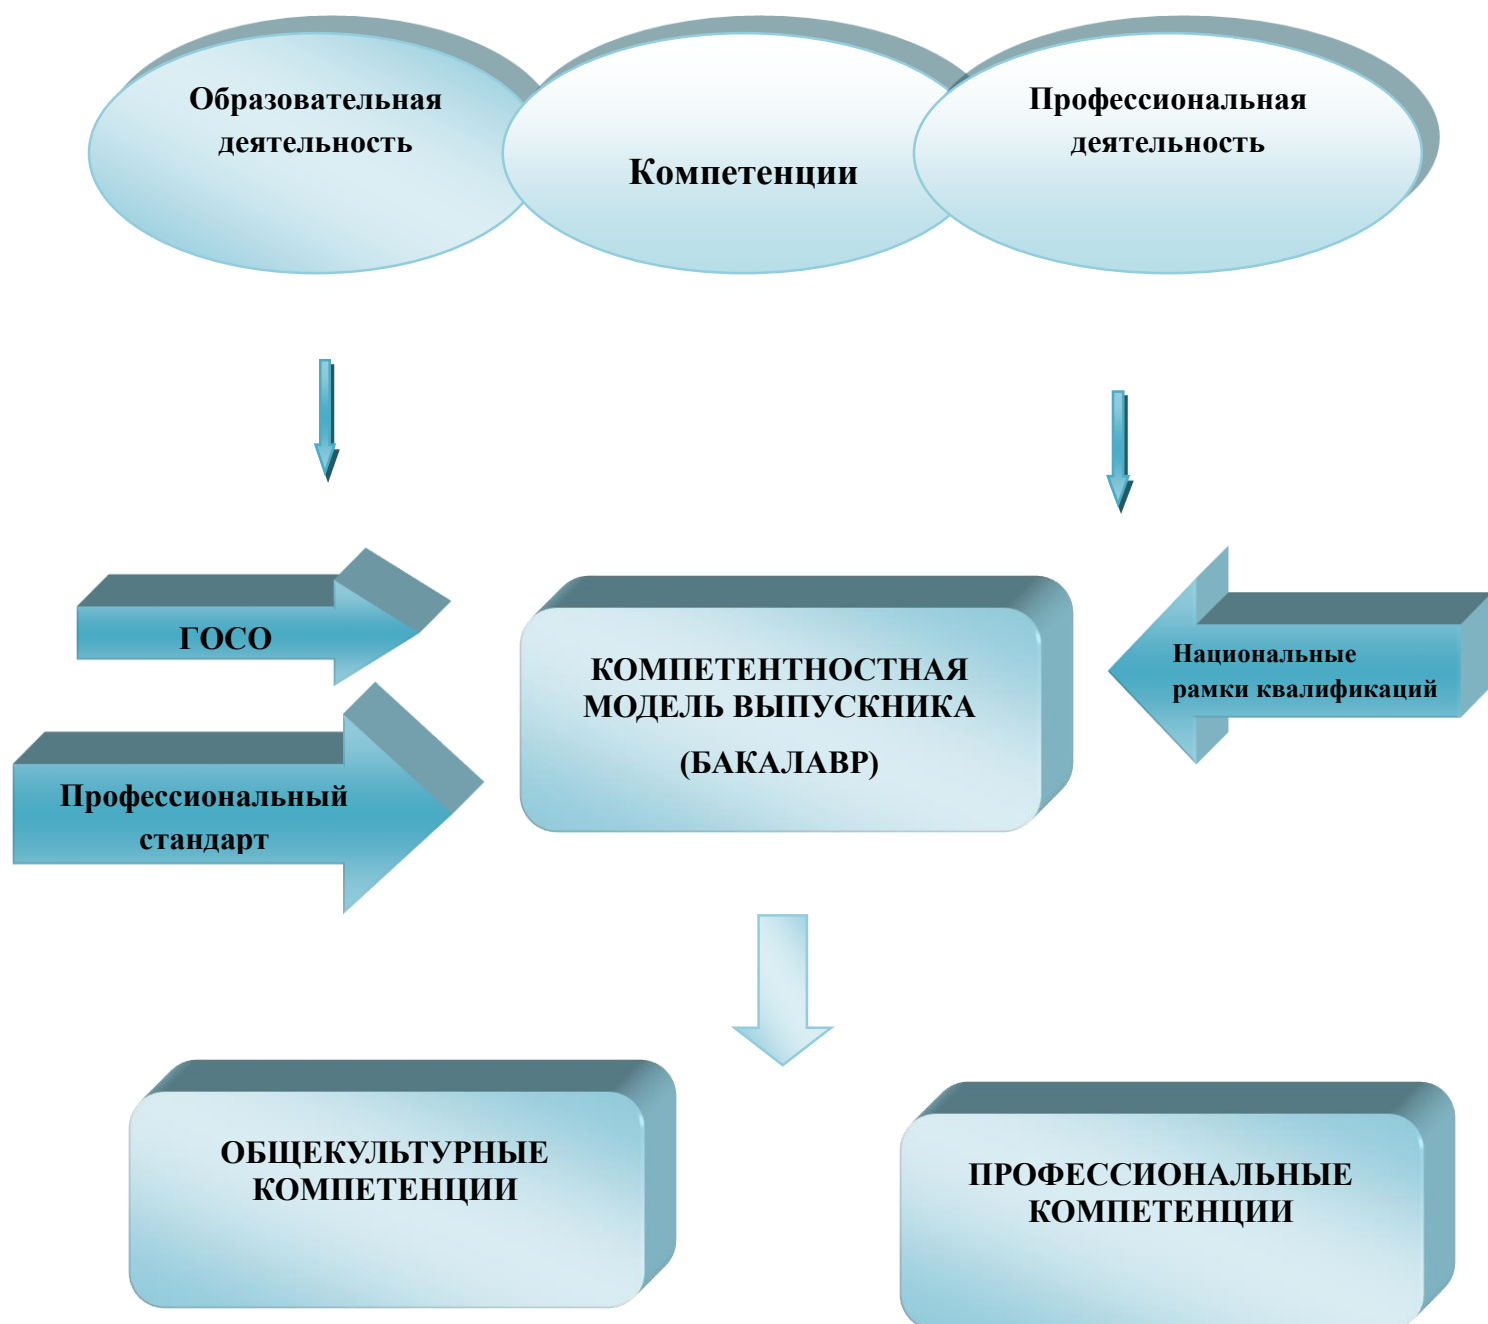 Образовательная
деятельность
Компетенции
Профессиональная
деятельность
ГОСО
Профессиональный
стандарт
КОМПЕТЕНТНОСТНАЯ
МОДЕЛЬ ВЫПУСКНИКА
(БАКАЛАВР)
Национальные
рамки квалификаций
ОБЩЕКУЛЬТУРНЫЕ
КОМПЕТЕНЦИИ
ПРОФЕССИОНАЛЬНЫЕ
КОМПЕТЕНЦИИ